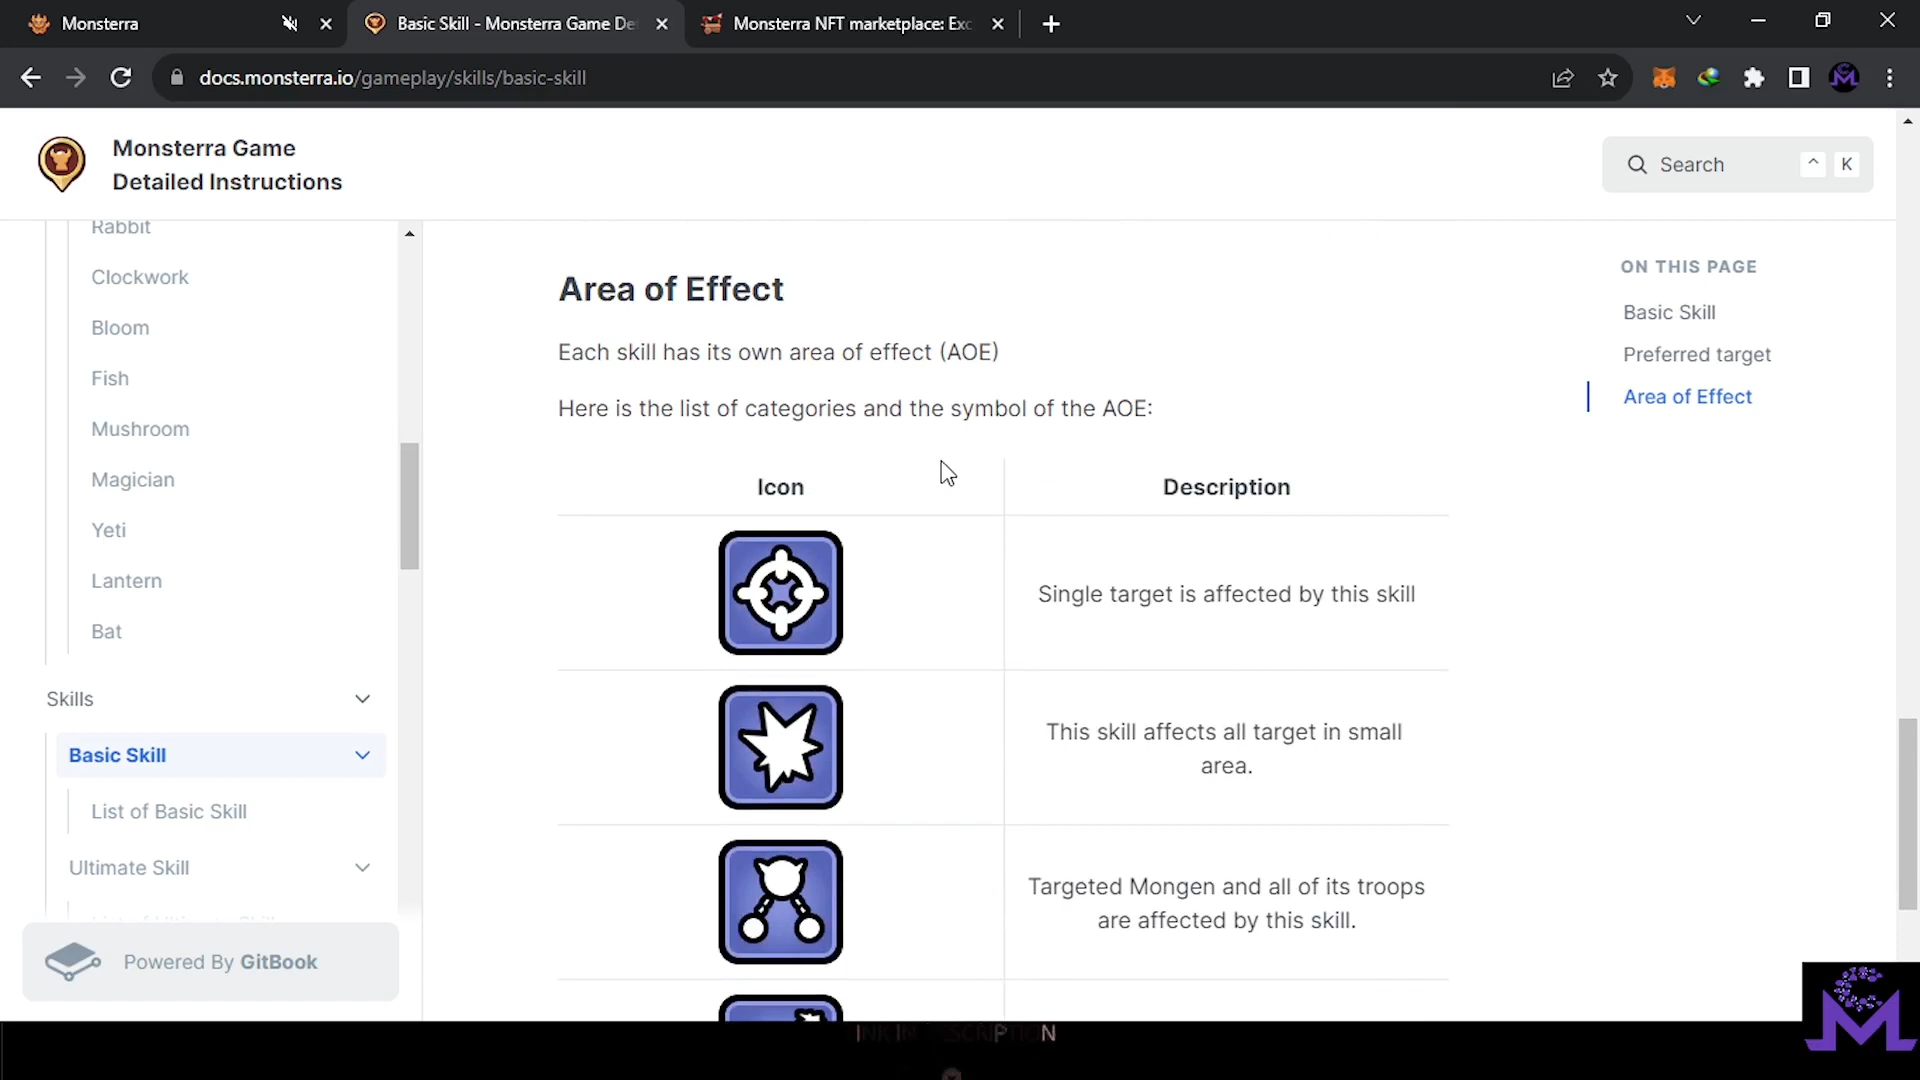 Monsterra
Basic Skill - Monsterra Game De
Monsterra NFT marketplace: Exc
docs.monsterra.io/gameplay/skills/basic-skill
Monsterra Game
Detailed Instructions
Search
^ K
Rabbit
Clockwork
Bloom
Fish
Mushroom
Magician
Yeti
Lantern
Bat
Skills
Basic Skill
List of Basic Skill
Ultimate Skill
Powered By GitBook
Area of Effect
Each skill has its own area of effect (AOE)
Here is the list of categories and the symbol of the AOE:
Icon Description
Single target is affected by this skill
This skill affects all target in small
area.
Targeted Mongen and all of its troops
are affected by this skill.
ON THIS PAGE
Basic Skill
Preferred target
Area of Effect